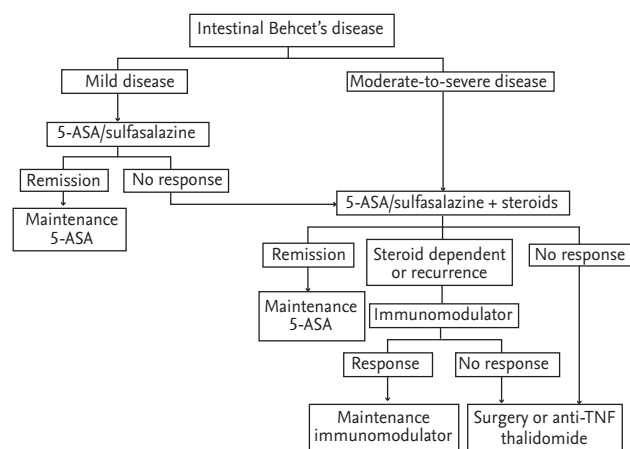 Intestinal Behcet's disease
Mild disease
Moderate-to-severe disease
5-ASA/sulfasalazine
Remission
No response
Maintenance
5-ASA
5-ASA/sulfasalazine + steroids
Remission
Steroid dependent
or recurrence
No response
Maintenance
5-ASA
Immunomodulator
Response
No response
Maintenance
immunomodulator
Surgery or anti-TNF
thalidomide